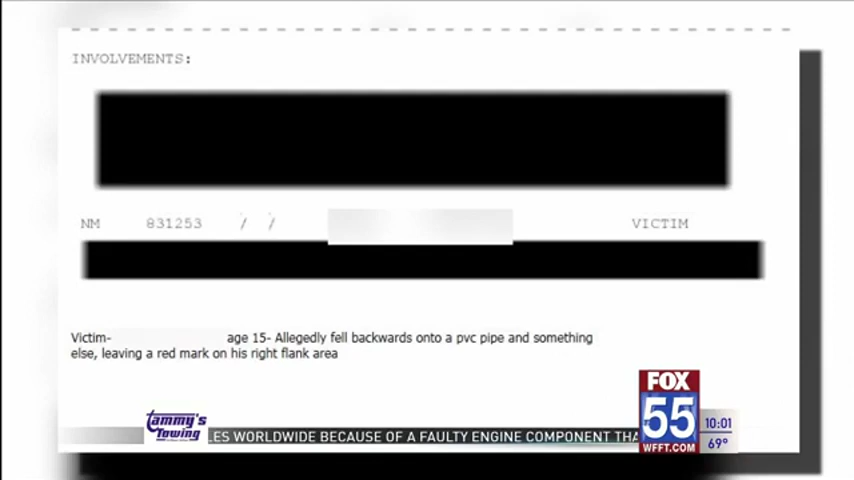 INVOLVEMENTS:
NM 831253 / / VICTIM
Victim- age 15- Allegedly fell backwards onto a pvc pipe and something
else, leaving a red mark on his right flank area
FOX
55
WFFT.COM
10:01
69°
Tammy's
Towing
LES WORLDWIDE BECAUSE OF A FAULTY ENGINE COMPONENT THA